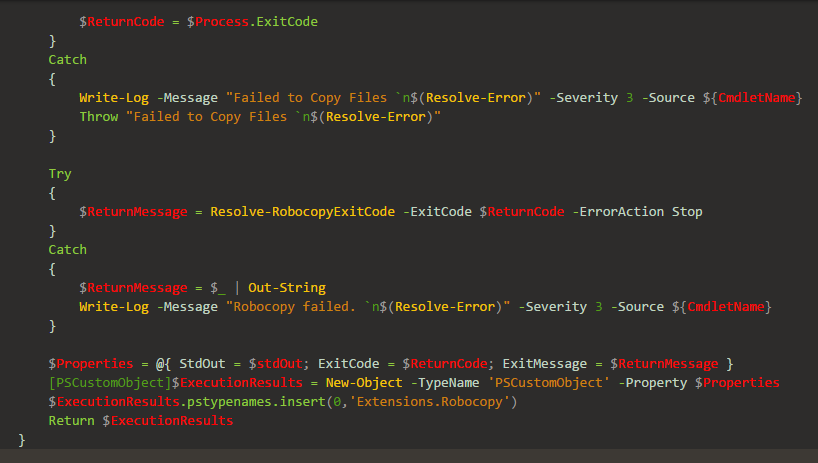 $ReturnCode = $Process.ExitCode
}
Catch
{
Write-Log -Message "Failed to Copy Files `n$(Resolve-Error)" -Severity 3 -Source ${CmdletName}
Throw "Failed to Copy Files `n$(Resolve-Error)"
}
Try
{
$ReturnMessage = Resolve-RobocopyExitCode -ExitCode $ReturnCode -ErrorAction Stop
}
Catch
{
$ReturnMessage = $_ | Out-String
Write-Log -Message "Robocopy failed. `n$(Resolve-Error)" -Severity 3 -Source ${CmdletName}
}
$Properties = @{ StdOut = $stdOut; ExitCode = $ReturnCode; ExitMessage = $ReturnMessage }
[PSCustomObject]$ExecutionResults = New-Object -TypeName 'PSCustomObject' -Property $Properties
$ExecutionResults.pstypenames.insert(0,'Extensions.Robocopy')
Return $ExecutionResults
}